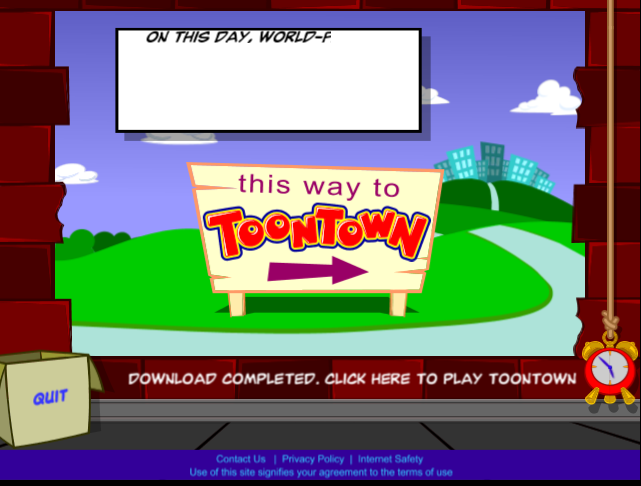 ON THIS DAY, WORLD-F
this way to
TOONTOWN
QUIT
DOWNLOAD COMPLETED. CLICK HERE TO PLAY TOONTOWN
Contact Us | Privacy Policy | Internet Safety
Use of this site signifies your agreement to the terms of use